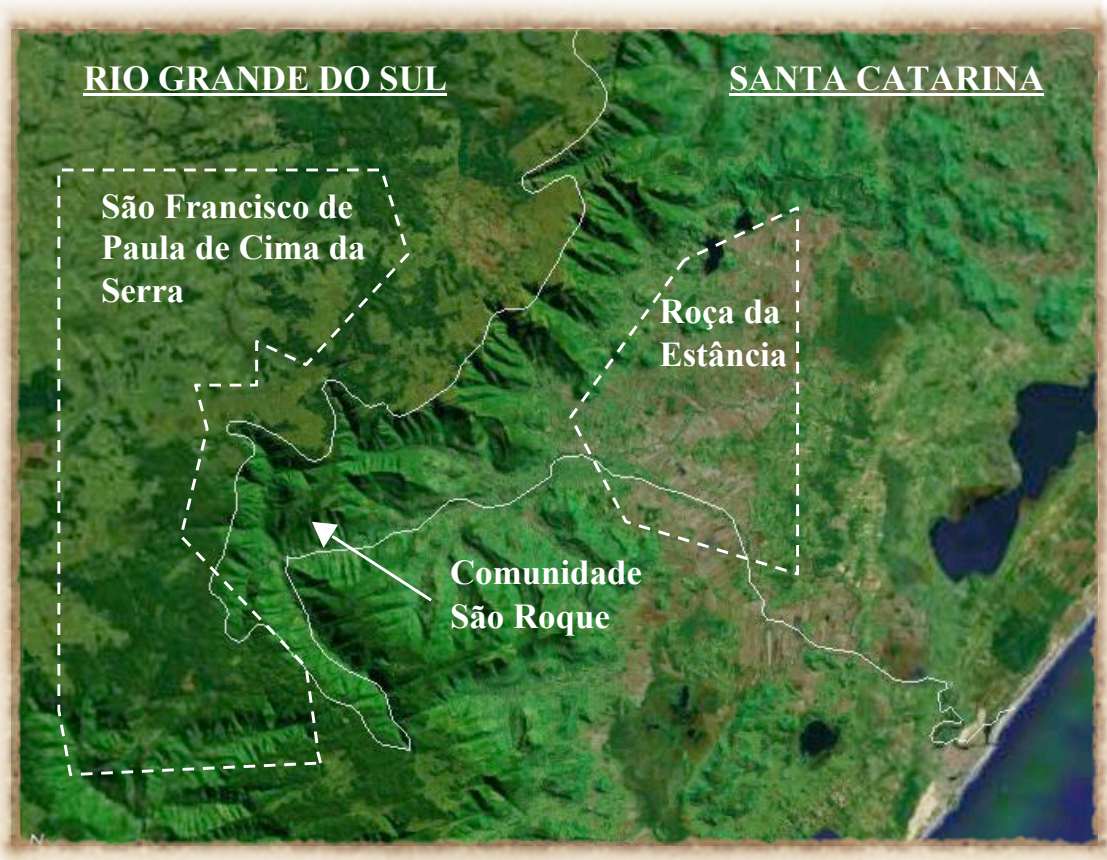 RIO GRANDE DO SUL
SANTA CATARINA
São Francisco de
Paula de Cima da
Serra
Roça da
Estância
Comunidade
São Roque
N